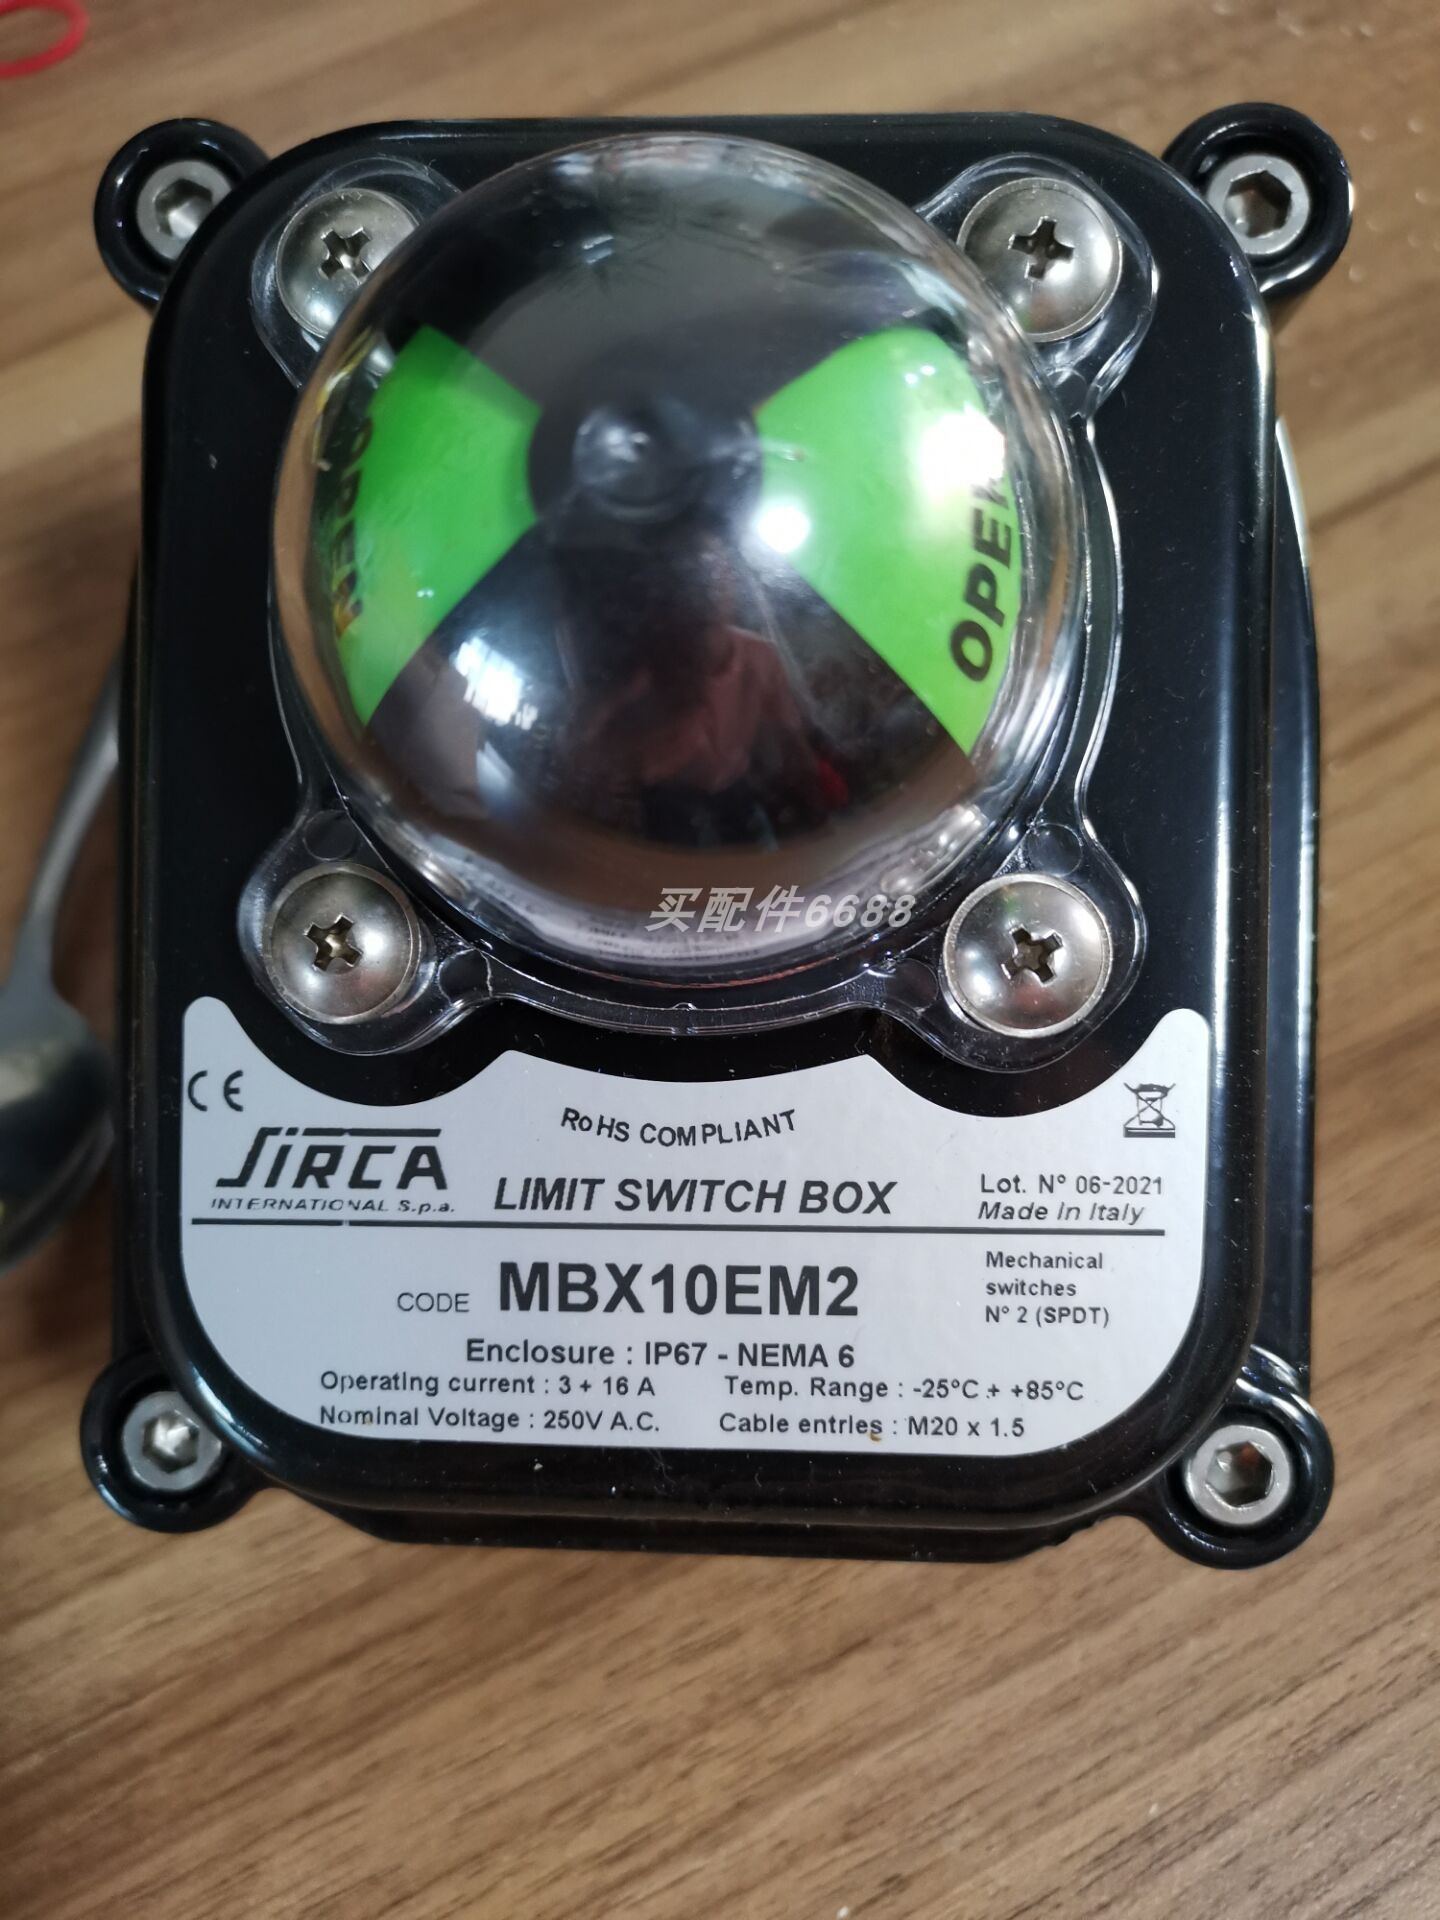 OPEN
OPEN
买配件6688
CE
RoHS COMPLIANT
SIRCA
INTERNATIONAL S.p.a.
LIMIT SWITCH BOX
Lot. N° 06-2021
Made in Italy
CODE MBX10EM2
Mechanical
switches
N° 2 (SPDT)
Enclosure : IP67 - NEMA 6
Operating current : 3 ÷ 16 A
Temp. Range : -25°C ÷ +85°C
Nominal Voltage : 250V A.C.
Cable entries : M20 x 1.5